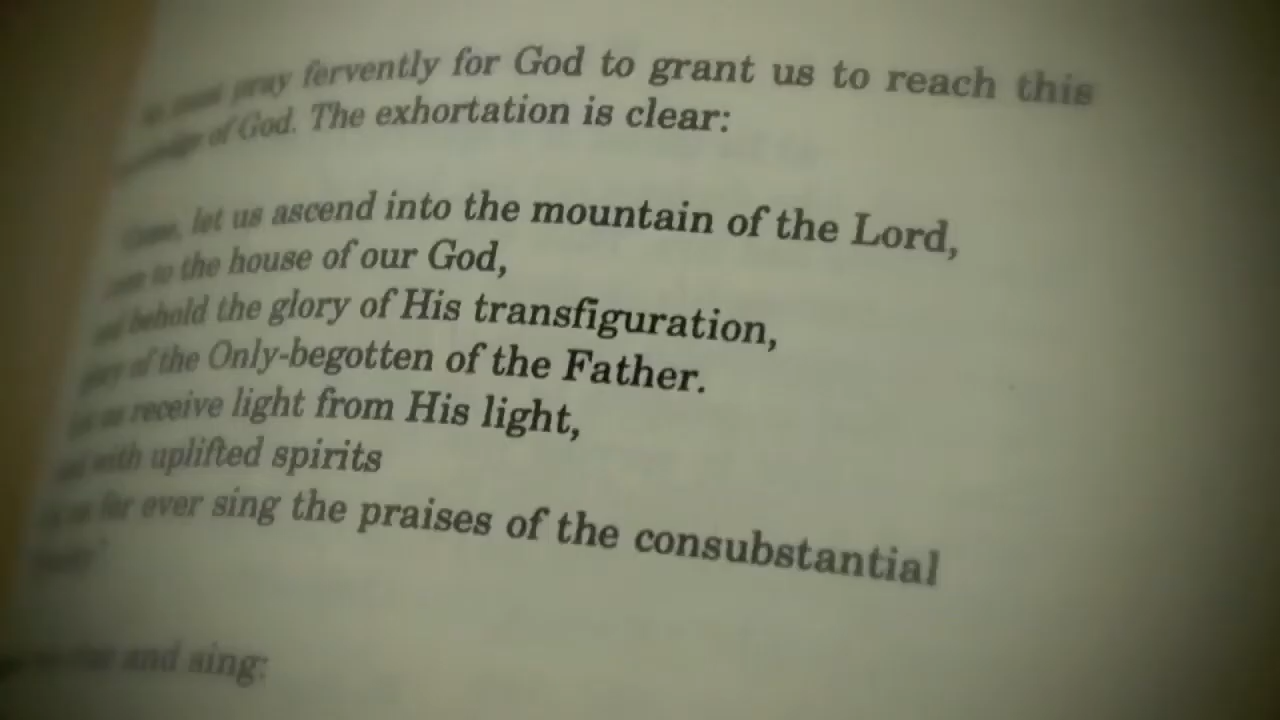 pray fervently for God to grant us to reach this
of God. The exhortation is clear:
let us ascend into the mountain of the Lord,
to the house of our God,
behold the glory of His transfiguration,
of the Only-begotten of the Father.
receive light from His light,
with uplifted spirits
for ever sing the praises of the consubstantial
and sing: